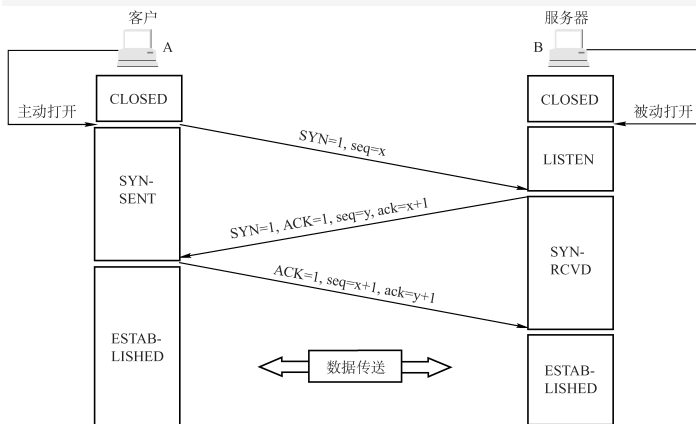 客户
服务器
A
B
CLOSED
CLOSED
主动打开
被动打开
SYN=1, seq=x
LISTEN
SYN-
SENT
SYN=1, ACK=1, seq=y, ack=x+1
SYN-
RCVD
ACK=1, seq=x+1, ack=y+1
ESTAB-
LISHED
数据传送
ESTAB-
LISHED